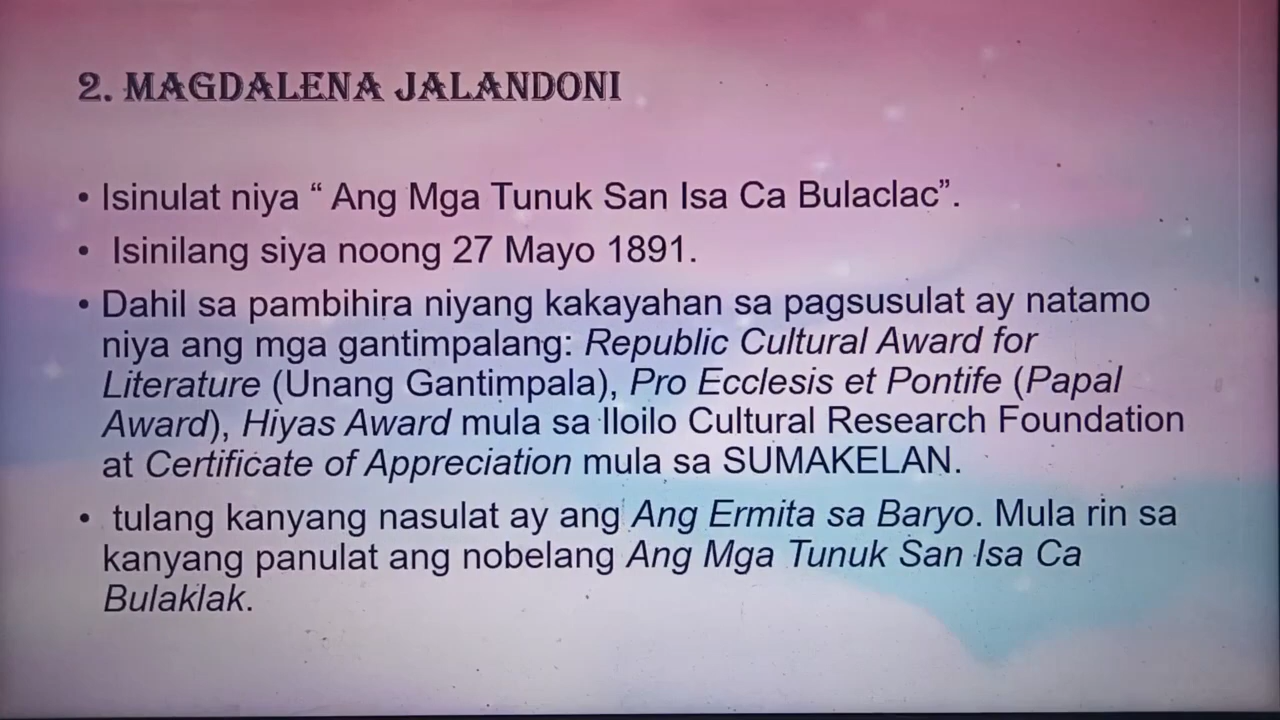 2. MAGDALENA JALANDONI
• Isinulat niya “ Ang Mga Tunuk San Isa Ca Bulaclac”.
• Isinilang siya noong 27 Mayo 1891.
• Dahil sa pambihira niyang kakayahan sa pagsusulat ay natamo
niya ang mga gantimpalang: Republic Cultural Award for
Literature (Unang Gantimpala), Pro Ecclesis et Pontife (Papal
Award), Hiyas Award mula sa Iloilo Cultural Research Foundation
at Certificate of Appreciation mula sa SUMAKELAN.
• tulang kanyang nasulat ay ang Ang Ermita sa Baryo. Mula rin sa
kanyang panulat ang nobelang Ang Mga Tunuk San Isa Ca
Bulaklak.